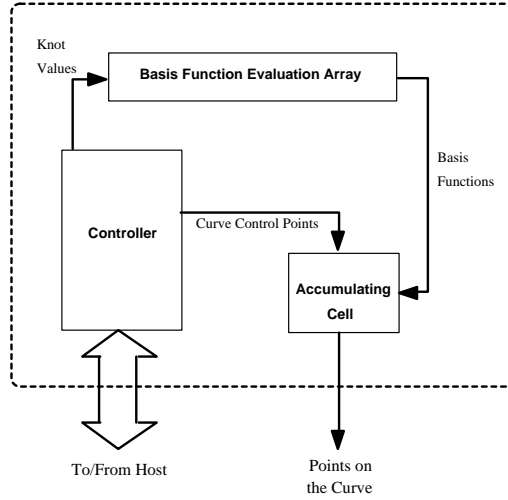 Knot
Values
Basis Function Evaluation Array
Basis
Functions
Curve Control Points
Controller
Accumulating
Cell
To/From Host
Points on
the Curve